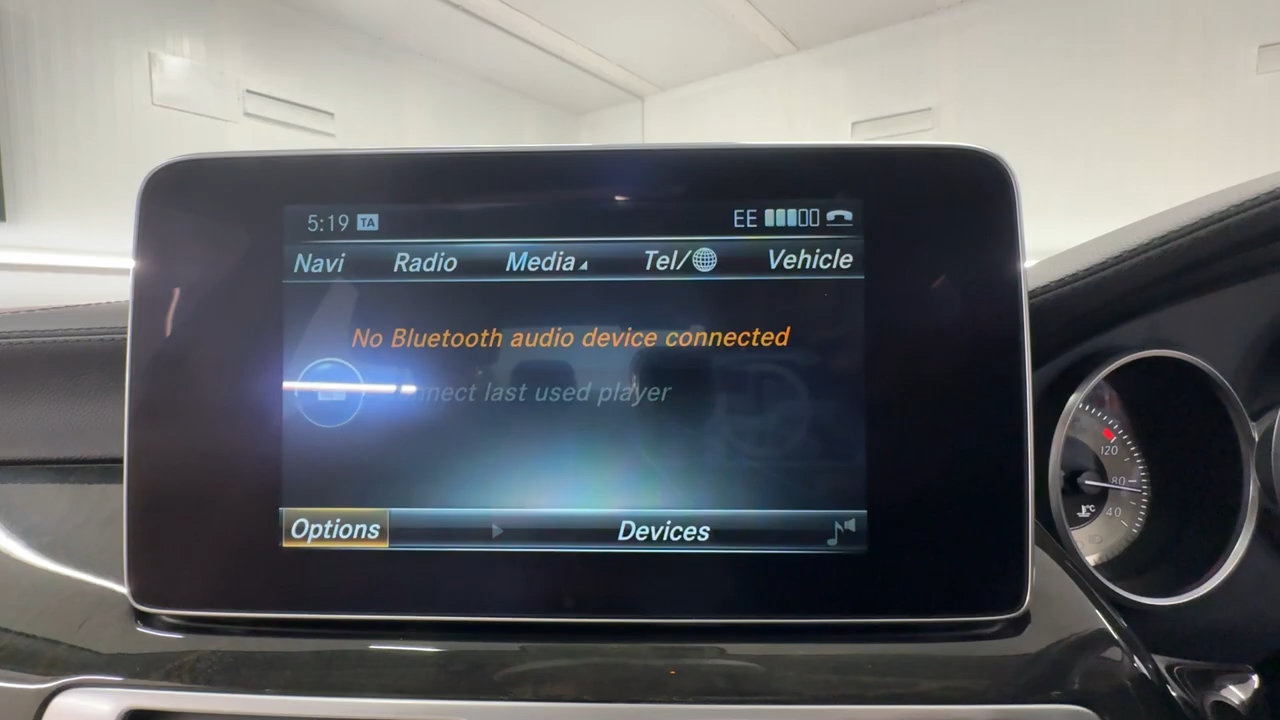 5:19 TA EE
Navi Radio Media Tel/ Vehicle
No Bluetooth audio device connected
last used player
Options Devices
120
80
40
°C